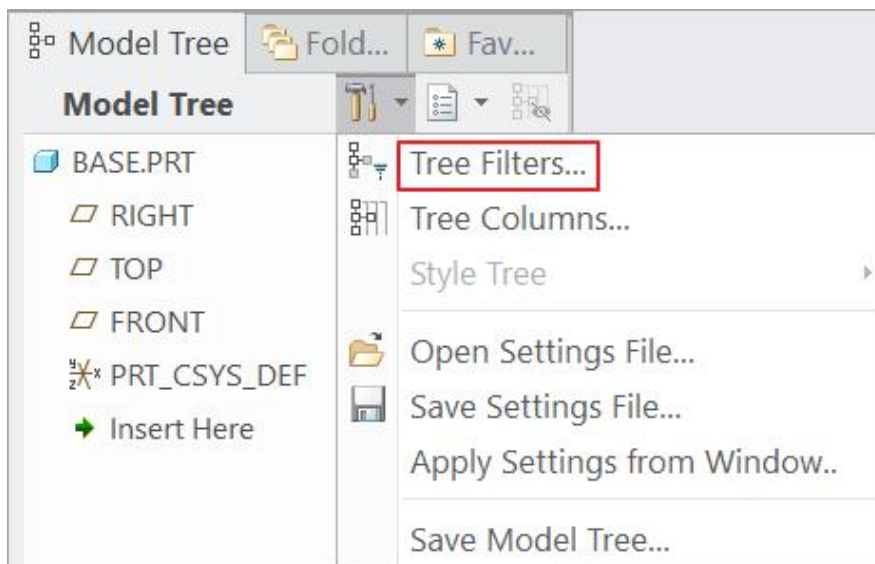 Model Tree Fold... Fav...
Model Tree
BASE.PRT
RIGHT
TOP
FRONT
PRT_CSYS_DEF
Insert Here
Tree Filters...
Tree Columns...
Style Tree
Open Settings File...
Save Settings File...
Apply Settings from Window..
Save Model Tree...